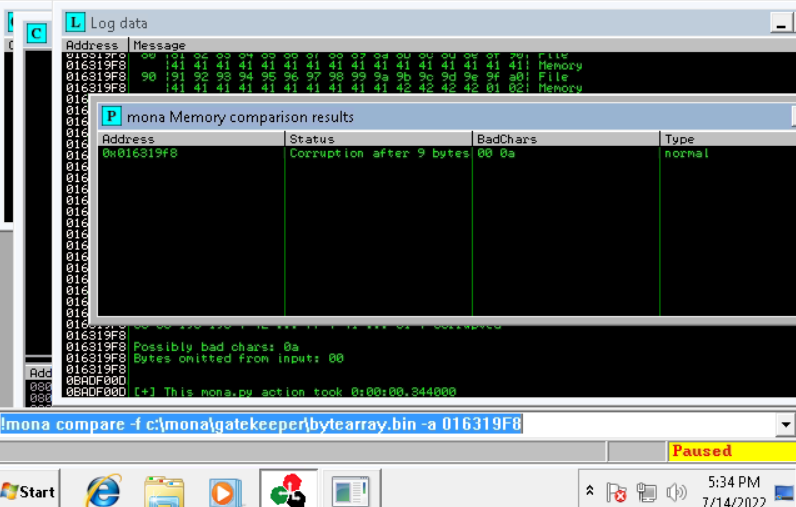 L Log data
C
Address Message
016319F8 41 41 41 41 41 41 41 41 41 41 41 41 41 41 41 41 Memory
016319F8 90 91 92 93 94 95 96 97 98 99 9a 9b 9c 9d 9e 9f a0 File
016319F8 41 41 41 41 41 41 41 41 41 41 42 42 42 42 01 02 Memory
P mona Memory comparison results
Address Status BadChars Type
0x016319f8 Corruption after 9 bytes 00 0a normal
016319F8
016319F8 Possibly bad chars: 0a
016319F8 Bytes omitted from input: 00
016319F8
0BADF00D
0BADF00D [+] This mona.py action took 0:00:00.344000
Add
080
080
!mona compare -f c:\mona\gatekeeper\bytearray.bin -a 016319F8
Paused
Start
5:34 PM
7/14/2022